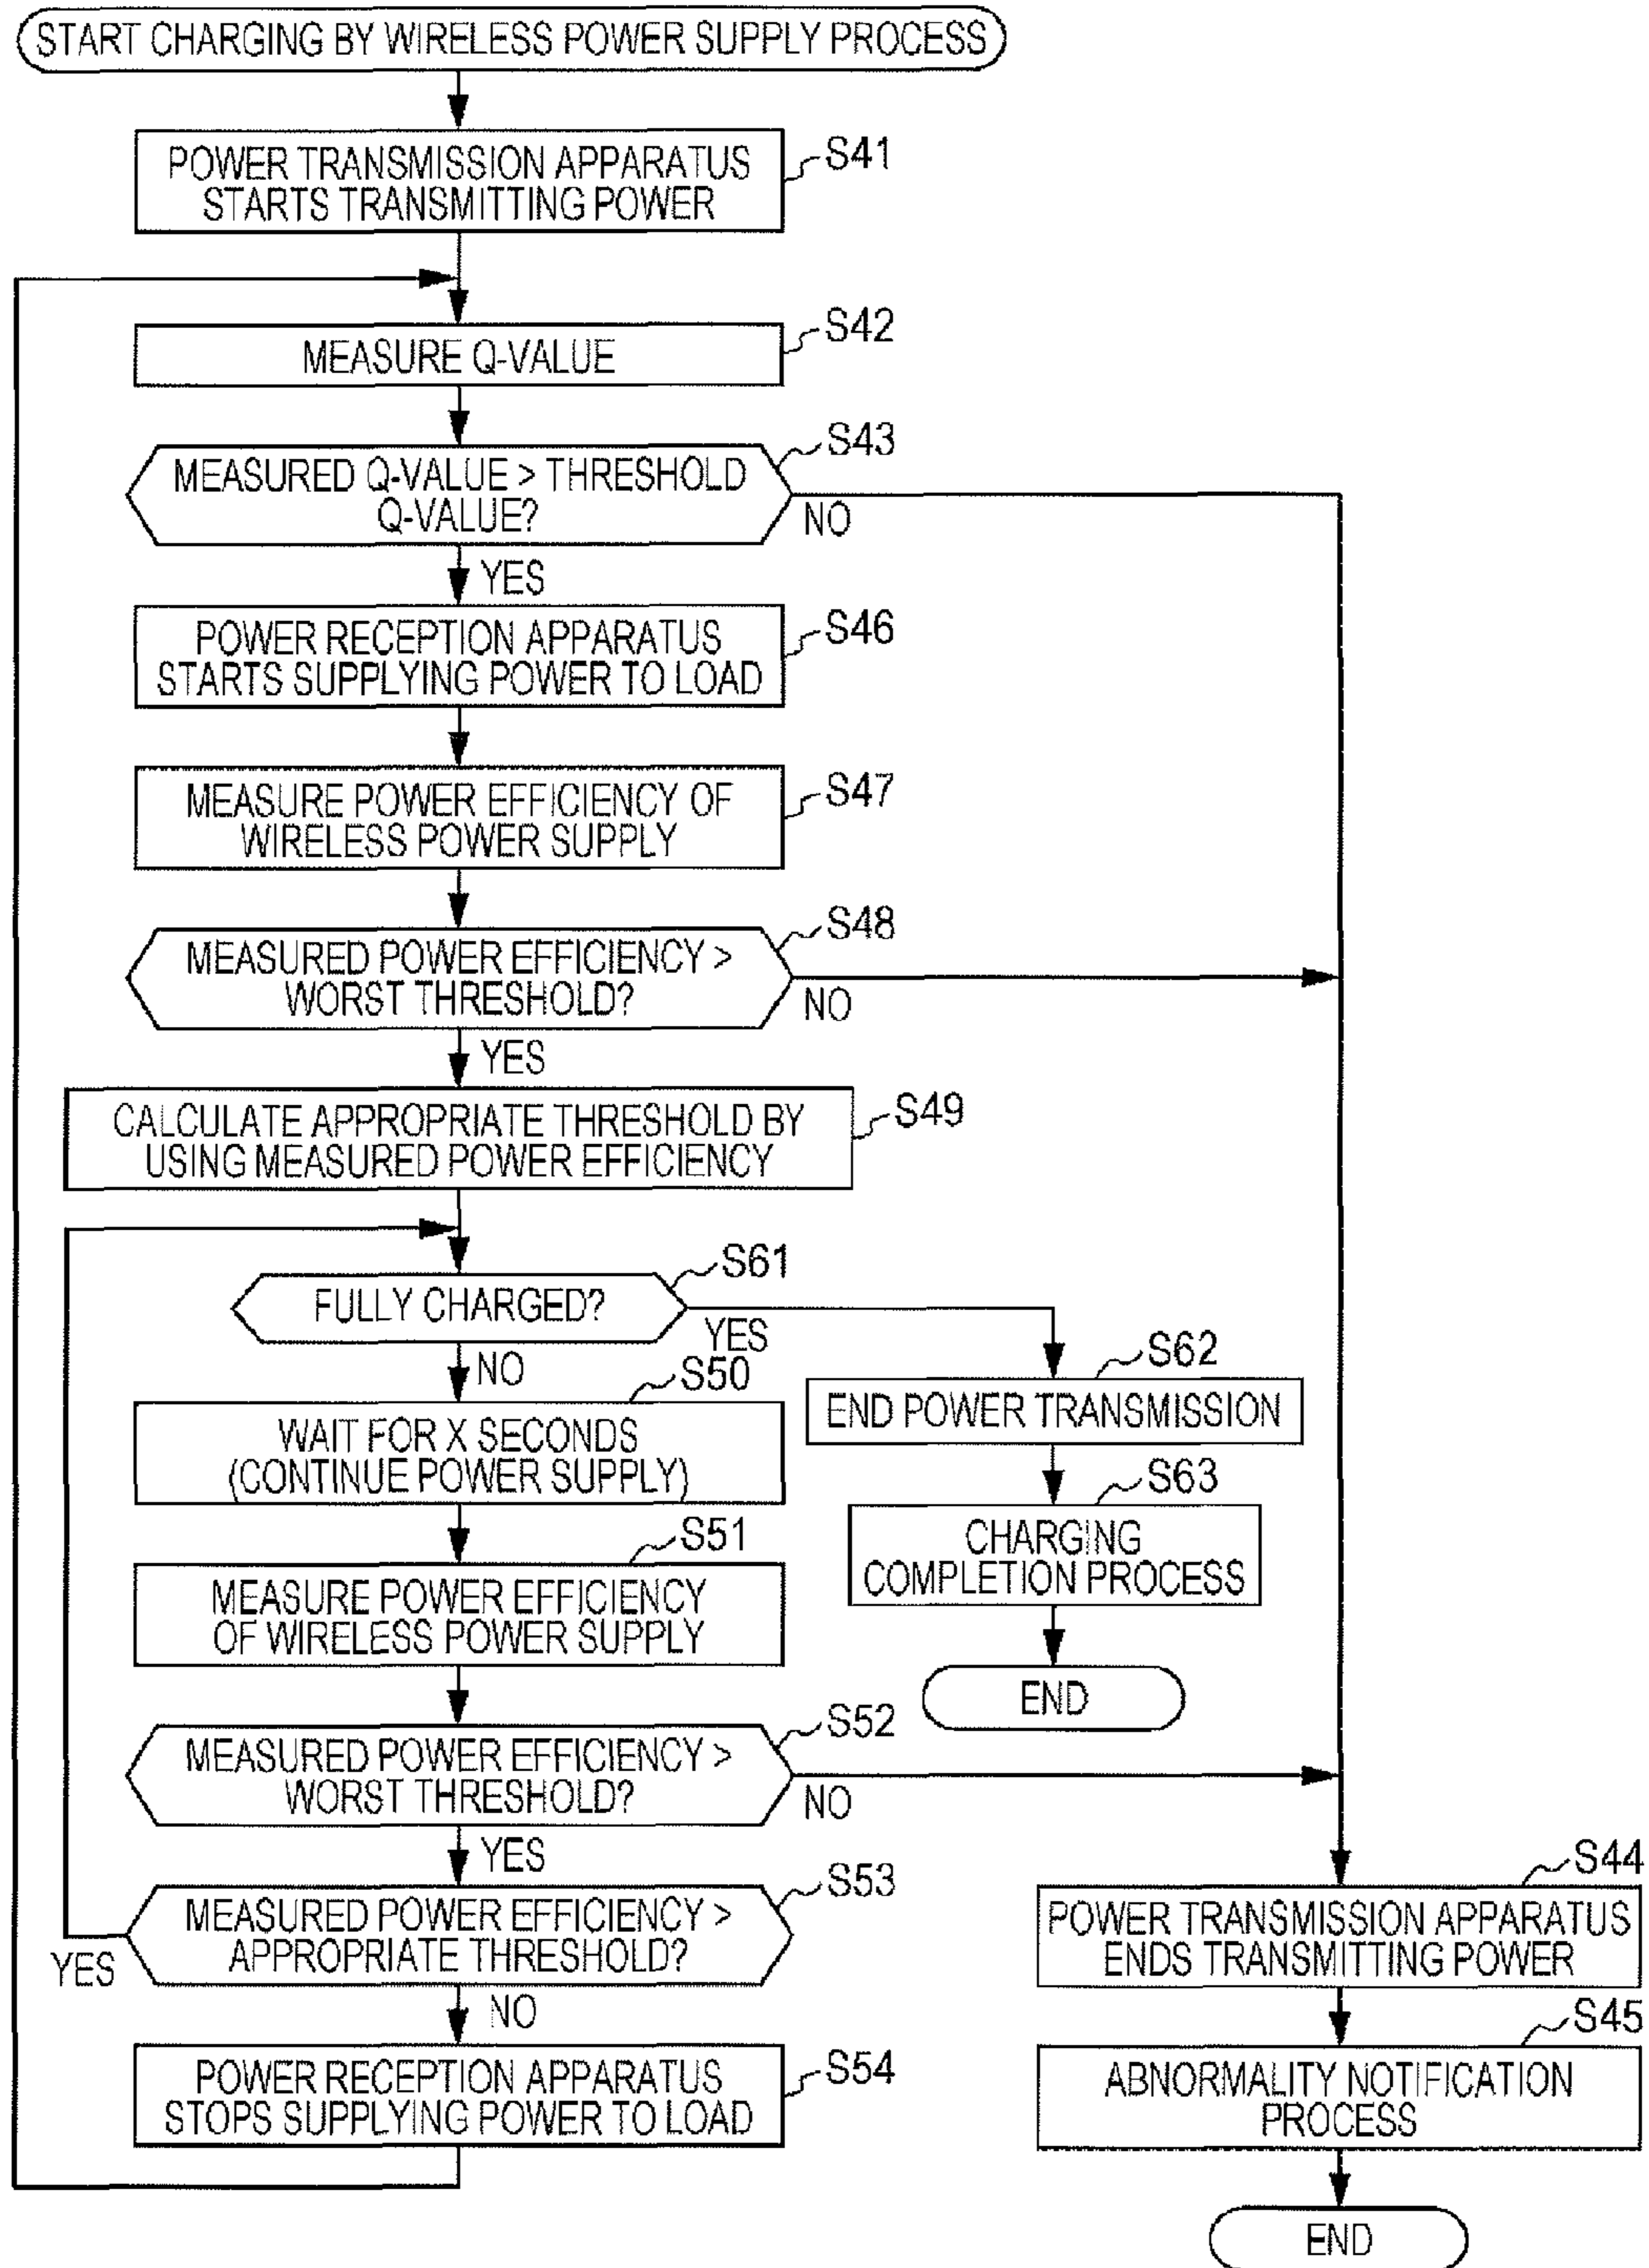 START CHARGING BY WIRELESS POWER SUPPLY PROCESS
S41
POWER TRANSMISSION APPARATUS
STARTS TRANSMITTING POWER
S42
MEASURE Q-VALUE
S43
MEASURED Q-VALUE > THRESHOLD
Q-VALUE?
NO
YES
S46
POWER RECEPTION APPARATUS
STARTS SUPPLYING POWER TO LOAD
S47
MEASURE POWER EFFICIENCY OF
WIRELESS POWER SUPPLY
S48
MEASURED POWER EFFICIENCY >
WORST THRESHOLD?
NO
YES
S49
CALCULATE APPROPRIATE THRESHOLD BY
USING MEASURED POWER EFFICIENCY
S61
FULLY CHARGED?
YES
NO
S62
END POWER TRANSMISSION
S63
CHARGING
COMPLETION PROCESS
END
S50
WAIT FOR X SECONDS
(CONTINUE POWER SUPPLY)
S51
MEASURE POWER EFFICIENCY
OF WIRELESS POWER SUPPLY
S52
MEASURED POWER EFFICIENCY >
WORST THRESHOLD?
NO
YES
S53
MEASURED POWER EFFICIENCY >
APPROPRIATE THRESHOLD?
YES
NO
S54
POWER RECEPTION APPARATUS
STOPS SUPPLYING POWER TO LOAD
S44
POWER TRANSMISSION APPARATUS
ENDS TRANSMITTING POWER
S45
ABNORMALITY NOTIFICATION
PROCESS
END